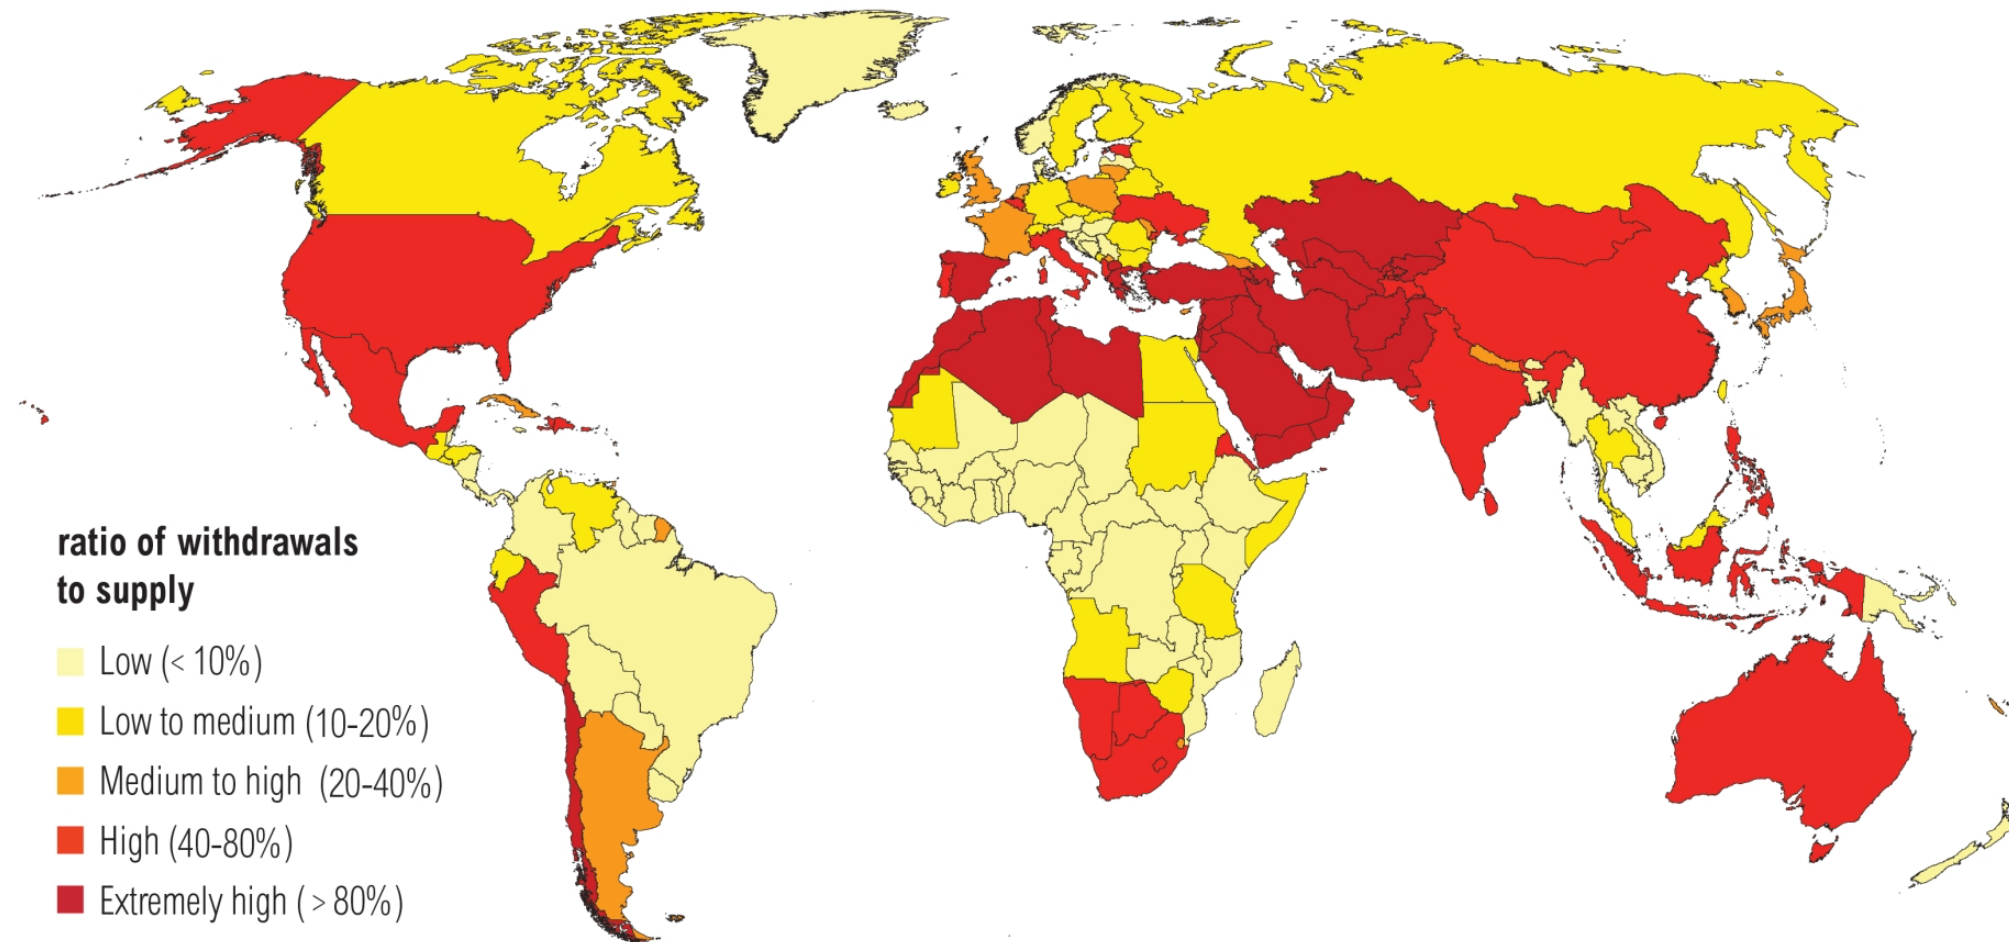 ratio of withdrawals
to supply
Low (< 10%)
Low to medium (10-20%)
Medium to high (20-40%)
High (40-80%)
Extremely high ( > 80%)